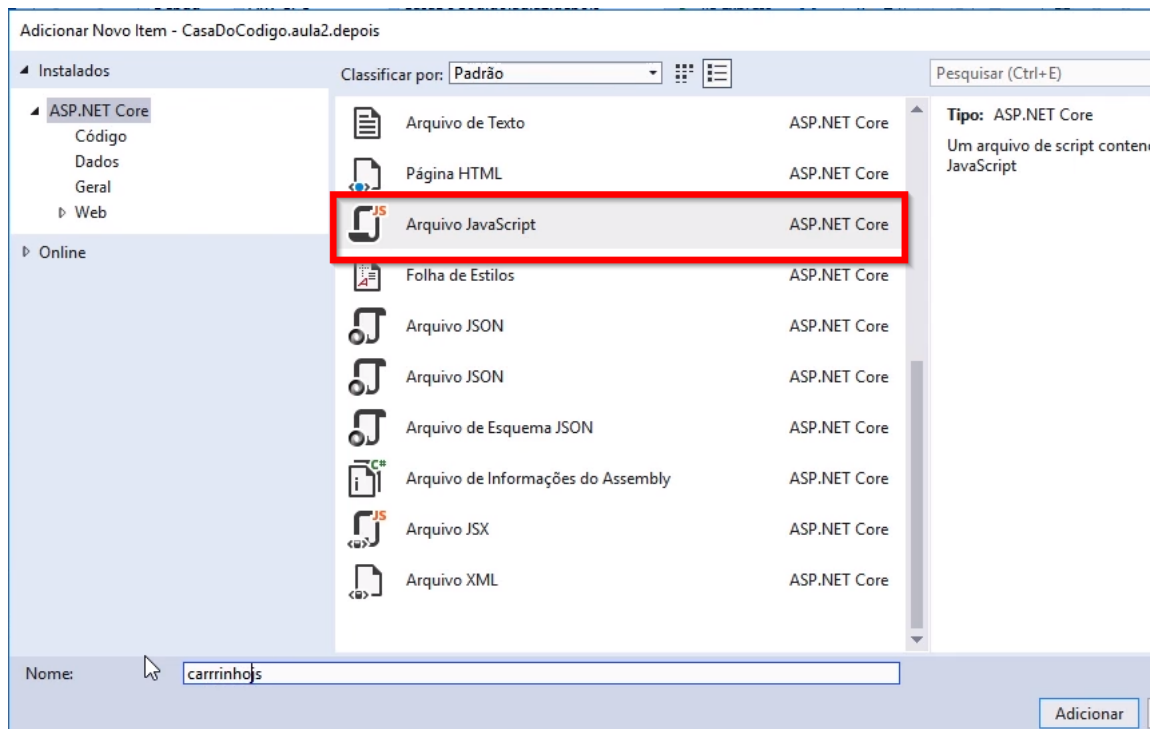 Adicionar Novo Item - CasaDoCodigo.aula2.depois
Instalados
Classificar por: Padrão
Pesquisar (Ctrl+E)
ASP.NET Core
Código
Dados
Geral
Web
Online
Arquivo de Texto ASP.NET Core
Página HTML ASP.NET Core
JS
Arquivo JavaScript ASP.NET Core
Folha de Estilos ASP.NET Core
Arquivo JSON ASP.NET Core
Arquivo JSON ASP.NET Core
Arquivo de Esquema JSON ASP.NET Core
C#
Arquivo de Informações do Assembly ASP.NET Core
JS
Arquivo JSX ASP.NET Core
Arquivo XML ASP.NET Core
Tipo: ASP.NET Core
Um arquivo de script
JavaScript
Nome: carrrinhojs
Adicionar